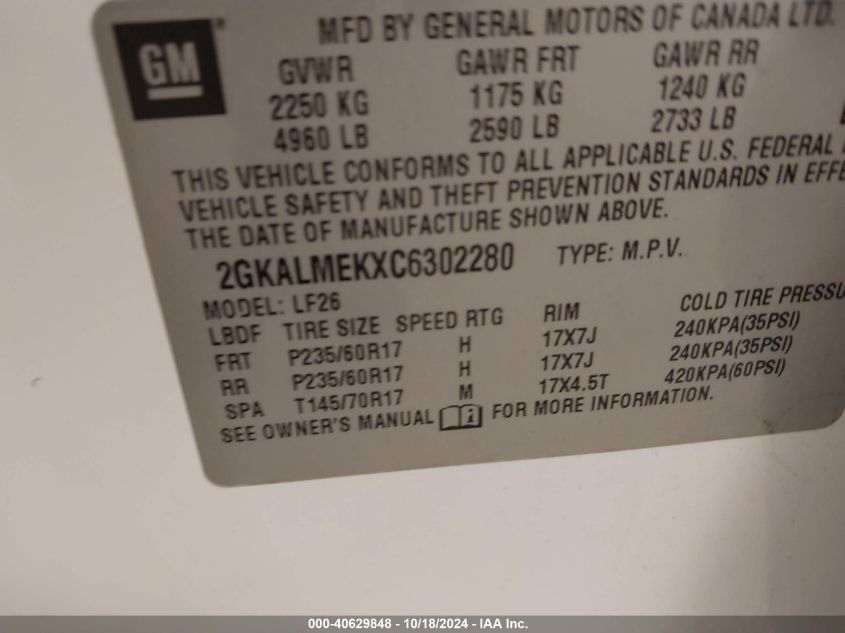 GM
MFD BY GENERAL MOTORS OF CANADA LTD.
GVWR GAWR FRT GAWR RR
2250 KG 1175 KG 1240 KG
4960 LB 2590 LB 2733 LB
THIS VEHICLE CONFORMS TO ALL APPLICABLE U.S. FEDERAL
VEHICLE SAFETY AND THEFT PREVENTION STANDARDS IN EFFE
THE DATE OF MANUFACTURE SHOWN ABOVE.
2GKALMEKXC6302280 TYPE: M.P.V.
MODEL: LF26
LBDF TIRE SIZE SPEED RTG RIM COLD TIRE PRESSU
FRT P235/60R17 H 17X7J 240KPA(35PSI)
RR P235/60R17 H 17X7J 240KPA(35PSI)
SPA T145/70R17 M 17X4.5T 420KPA(60PSI)
SEE OWNER'S MANUAL FOR MORE INFORMATION.
000-40629848 - 10/18/2024 - IAA Inc.